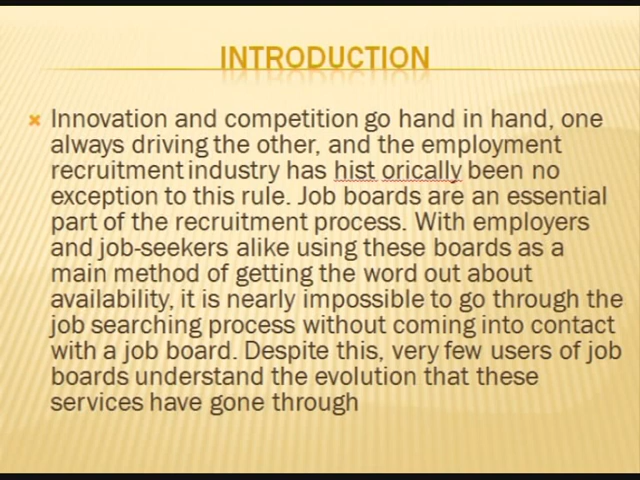 INTRODUCTION
Innovation and competition go hand in hand, one
always driving the other, and the employment
recruitment industry has hist orically been no
exception to this rule. Job boards are an essential
part of the recruitment process. With employers
and job-seekers alike using these boards as a
main method of getting the word out about
availability, it is nearly impossible to go through the
job searching process without coming into contact
with a job board. Despite this, very few users of job
boards understand the evolution that these
services have gone through